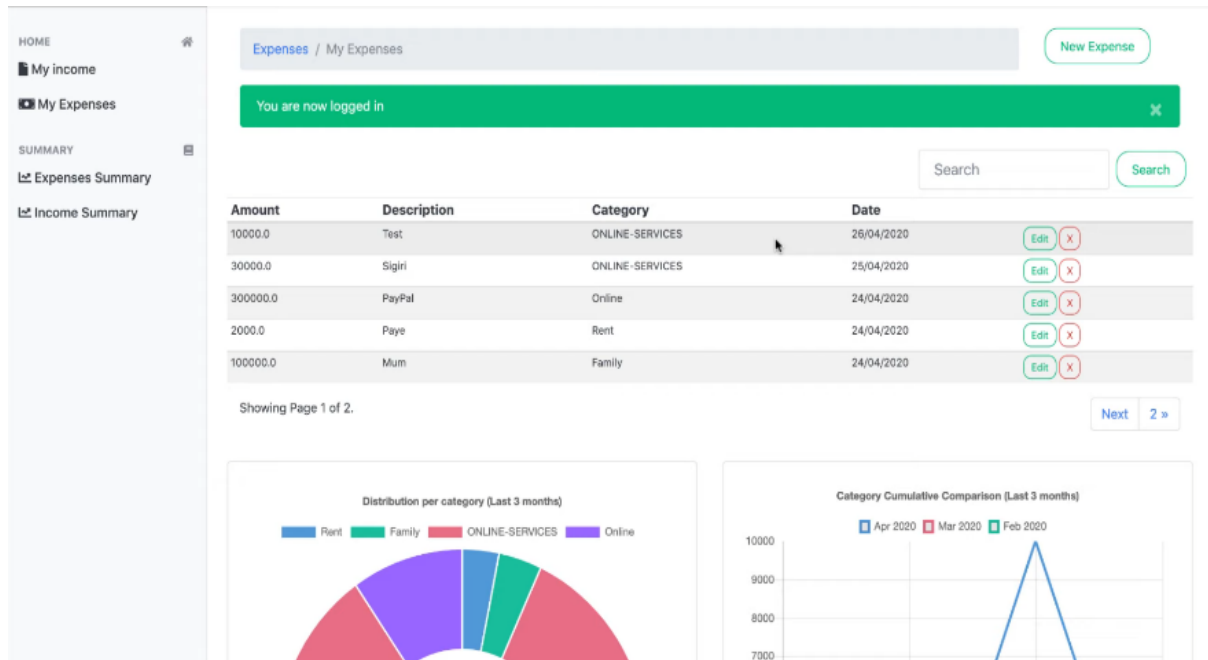 HOME
My income
My Expenses
SUMMARY
Expenses Summary
Income Summary
Expenses / My Expenses
New Expense
You are now logged in ×
Search Search
Amount Description Category Date
10000.0 Test ONLINE-SERVICES 26/04/2020 Edit X
30000.0 Sigiri ONLINE-SERVICES 25/04/2020 Edit X
300000.0 PayPal Online 24/04/2020 Edit X
2000.0 Paye Rent 24/04/2020 Edit X
100000.0 Mum Family 24/04/2020 Edit X
Showing Page 1 of 2.
Next 2 »
Distribution per category (Last 3 months)
Rent Family ONLINE-SERVICES Online
Category Cumulative Comparison (Last 3 months)
Apr 2020 Mar 2020 Feb 2020
10000
9000
8000
7000